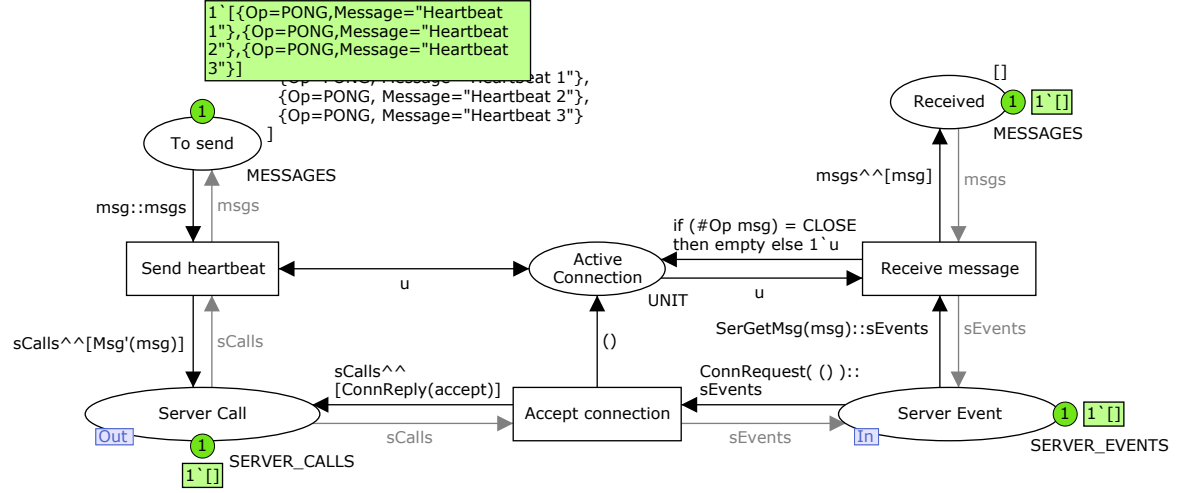 1`[{Op=PONG,Message="Heartbeat
1"},{Op=PONG,Message="Heartbeat
2"},{Op=PONG,Message="Heartbeat
3"}]
{Op=PONG, Message="Heartbeat 1"},
{Op=PONG, Message="Heartbeat 2"},
{Op=PONG, Message="Heartbeat 3"}
]
1
To send
MESSAGES
[]
Received
1
1`[]
MESSAGES
msg::msgs
msgs
msgs^^[msg]
msgs
if (#Op msg) = CLOSE
then empty else 1`u
Send heartbeat
u
Active
Connection
UNIT
u
Receive message
sCalls^^[Msg'(msg)]
sCalls
()
SerGetMsg(msg)::sEvents
sEvents
sCalls^^
[ConnReply(accept)]
ConnRequest( () )::
sEvents
Server Call
Out
1
1`[]
SERVER_CALLS
sCalls
Accept connection
sEvents
Server Event
In
1
1`[]
SERVER_EVENTS